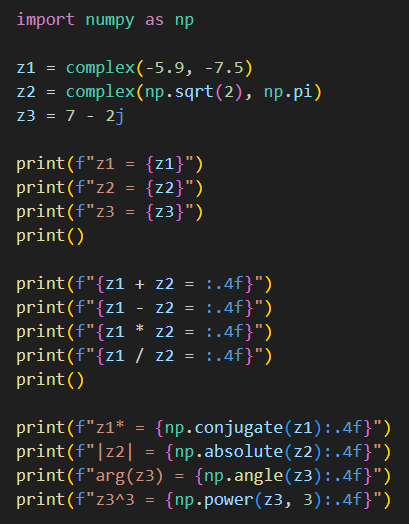 import numpy as np
z1 = complex(-5.9, -7.5)
z2 = complex(np.sqrt(2), np.pi)
z3 = 7 - 2j
print(f"z1 = {z1}")
print(f"z2 = {z2}")
print(f"z3 = {z3}")
print()
print(f"{z1 + z2 = :.4f}")
print(f"{z1 - z2 = :.4f}")
print(f"{z1 * z2 = :.4f}")
print(f"{z1 / z2 = :.4f}")
print()
print(f"z1* = {np.conjugate(z1):.4f}")
print(f"|z2| = {np.absolute(z2):.4f}")
print(f"arg(z3) = {np.angle(z3):.4f}")
print(f"z3^3 = {np.power(z3, 3):.4f}")